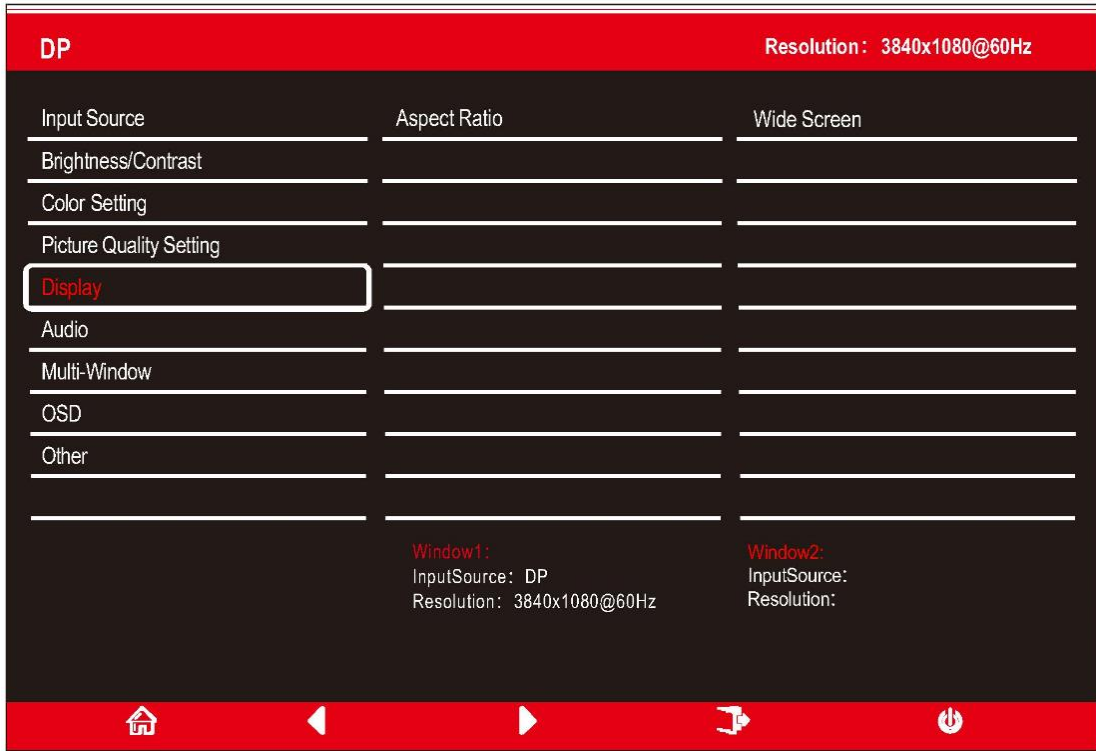 DP
Resolution: 3840x1080@60Hz
Input Source
Aspect Ratio
Wide Screen
Brightness/Contrast
Color Setting
Picture Quality Setting
Display
Audio
Multi-Window
OSD
Other
Window1:
InputSource: DP
Resolution: 3840x1080@60Hz
Window2:
InputSource:
Resolution: